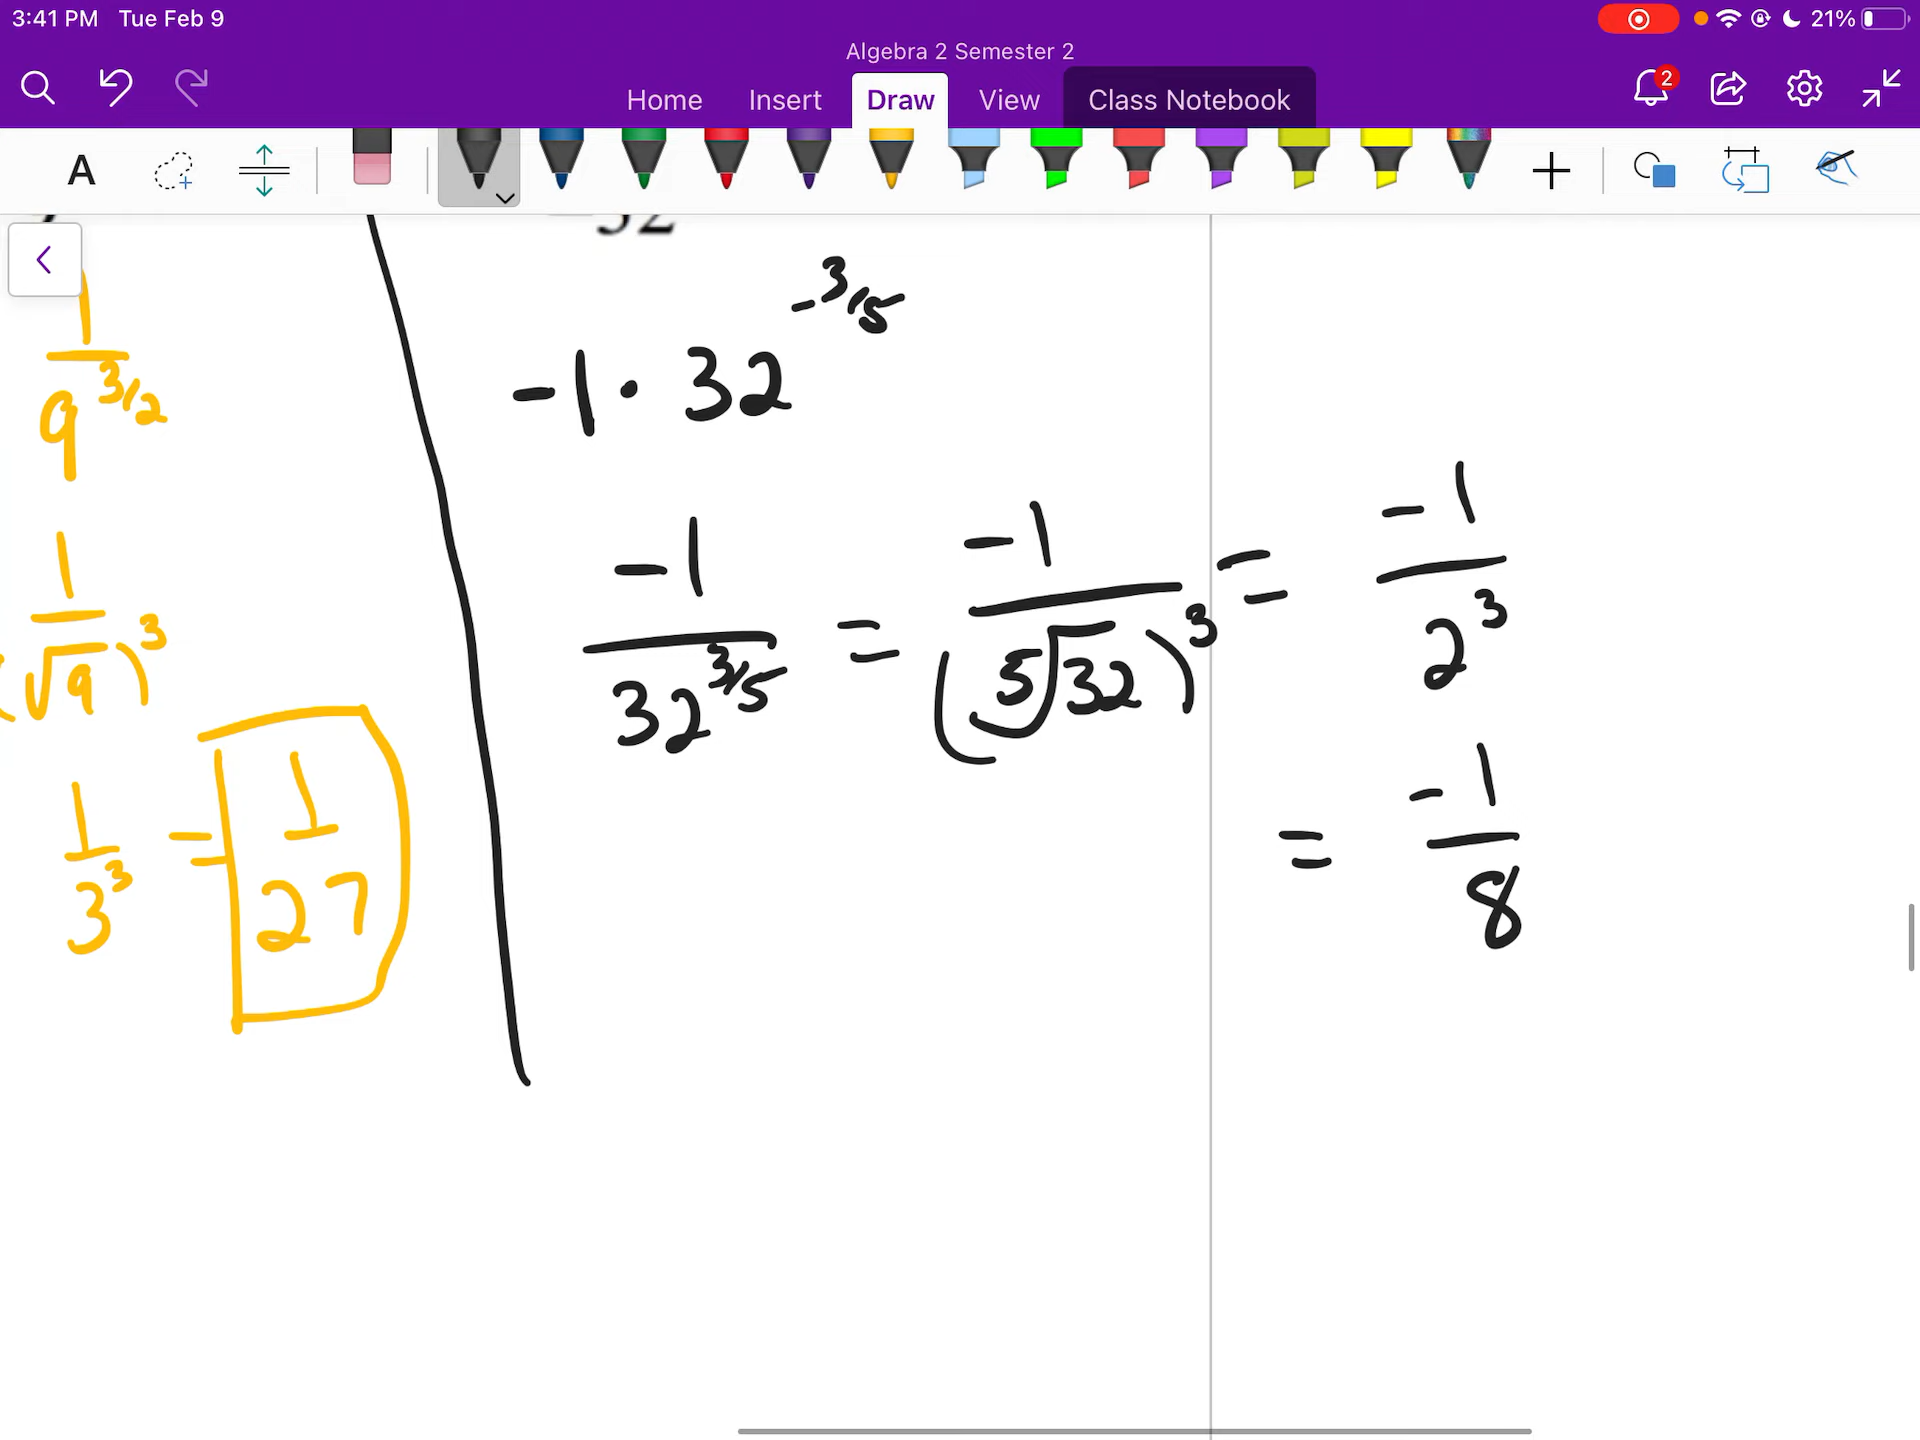 3:41 PM Tue Feb 9
21%
Algebra 2 Semester 2
Home Insert Draw View Class Notebook
2
A
1/9^(3/2)
1/(√9)^3
1/3^3 = 1/27
-1 · 32^(-3/5)
-1/32^(3/5) = -1/(⁵√32)^3 = -1/2^3
= -1/8